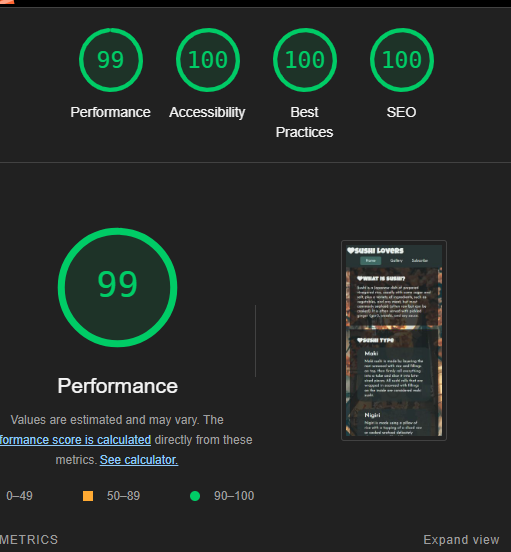 99
100
100
100
Performance
Accessibility
Best
Practices
SEO
99
Performance
Values are estimated and may vary. The
formance score is calculated directly from these
metrics. See calculator.
0–49
50–89
90–100
METRICS
Expand view
SUSHI LOVERS
Home
Gallery
Subscribe
WHAT IS SUSHI?
SUSHI TYPE
Maki
Nigiri